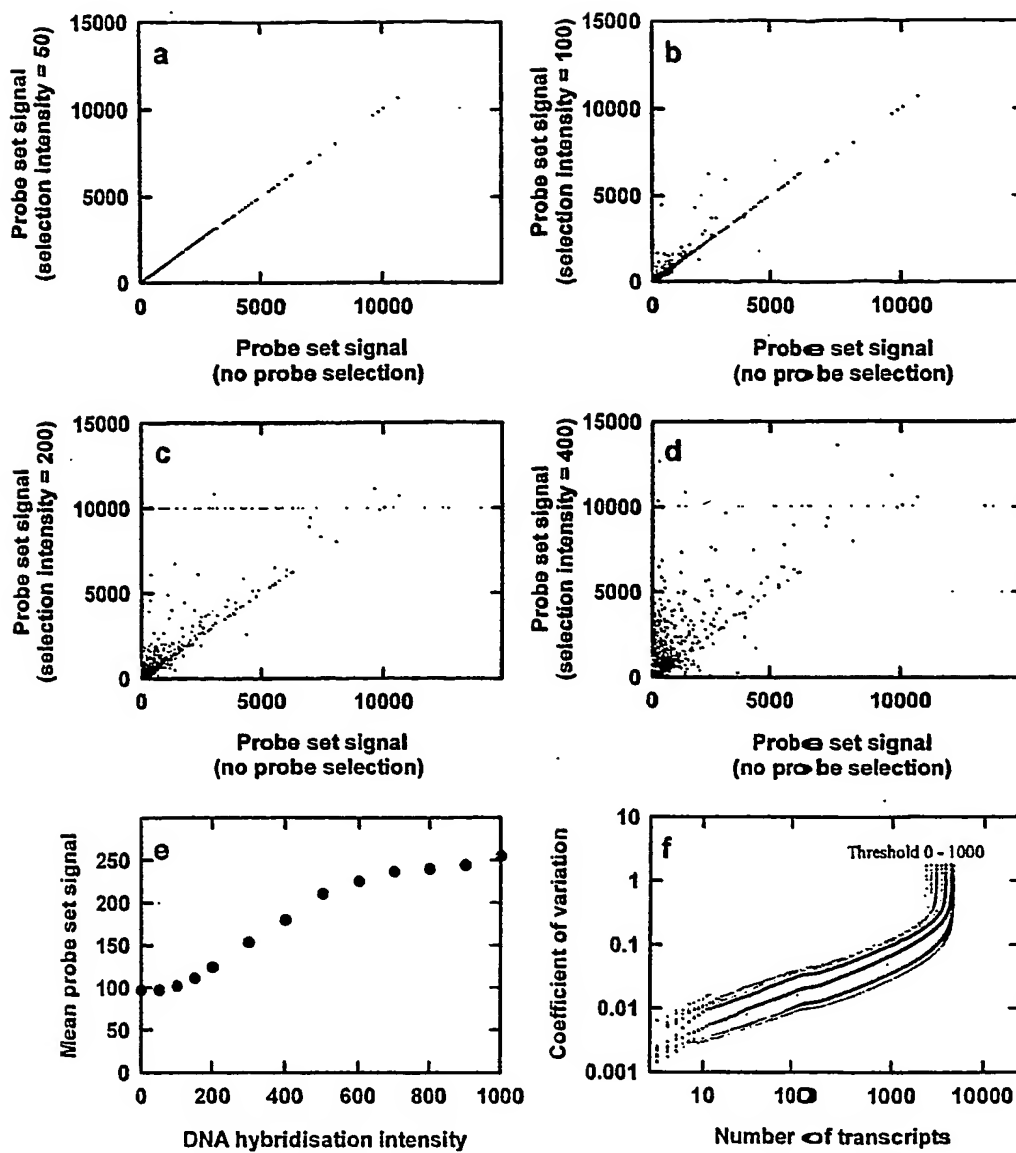 15000
a
10000
5000
0
0
5000
10000
Probe set signal
(selection intensity = 50)
Probe set signal
(no probe selection)
15000
b
10000
5000
0
0
5000
10000
Probe set signal
(selection intensity = 100)
Probe set signal
(no probe selection)
15000
c
10000
5000
0
0
5000
10000
Probe set signal
(selection intensity = 200)
Probe set signal
(no probe selection)
15000
d
10000
5000
0
0
5000
10000
Probe set signal
(selection intensity = 400)
Probe set signal
(no probe selection)
e
250
200
150
100
50
0
0
200
400
600
800
1000
Mean probe set signal
DNA hybridisation intensity
10
f
Threshold 0 - 1000
1
0.1
0.01
0.001
10
100
1000
10000
Coefficient of variation
Number of transcripts